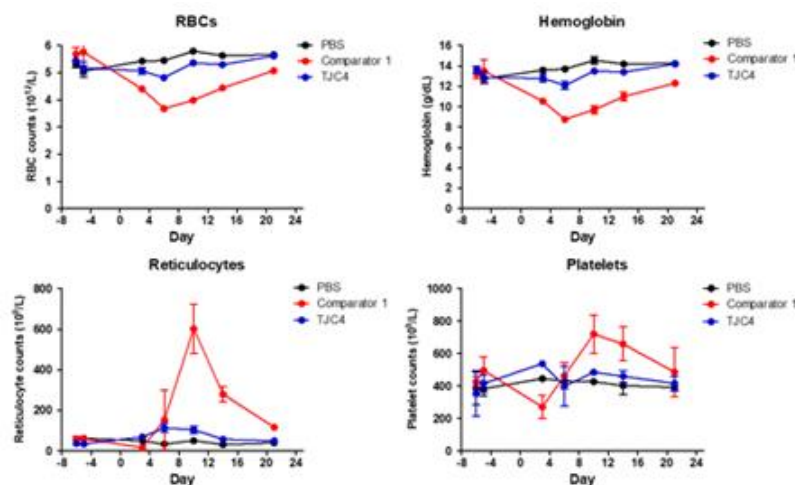 RBCs
RBC counts (10¹²/L)
6
5
4
3
2
1
0
-8 -4 0 4 8 12 16 20 24
Day
PBS
Comparator 1
TJC4
Hemoglobin
Hemoglobin (g/dL)
16
14
12
10
8
6
4
2
0
-8 -4 0 4 8 12 16 20 24
Day
PBS
Comparator 1
TJC4
Reticulocytes
Reticulocyte counts (10⁹/L)
800
600
400
200
0
-8 -4 0 4 8 12 16 20 24
Day
PBS
Comparator 1
TJC4
Platelets
Platelet counts (10⁹/L)
1000
800
600
400
200
0
-8 -4 0 4 8 12 16 20 24
Day
PBS
Comparator 1
TJC4